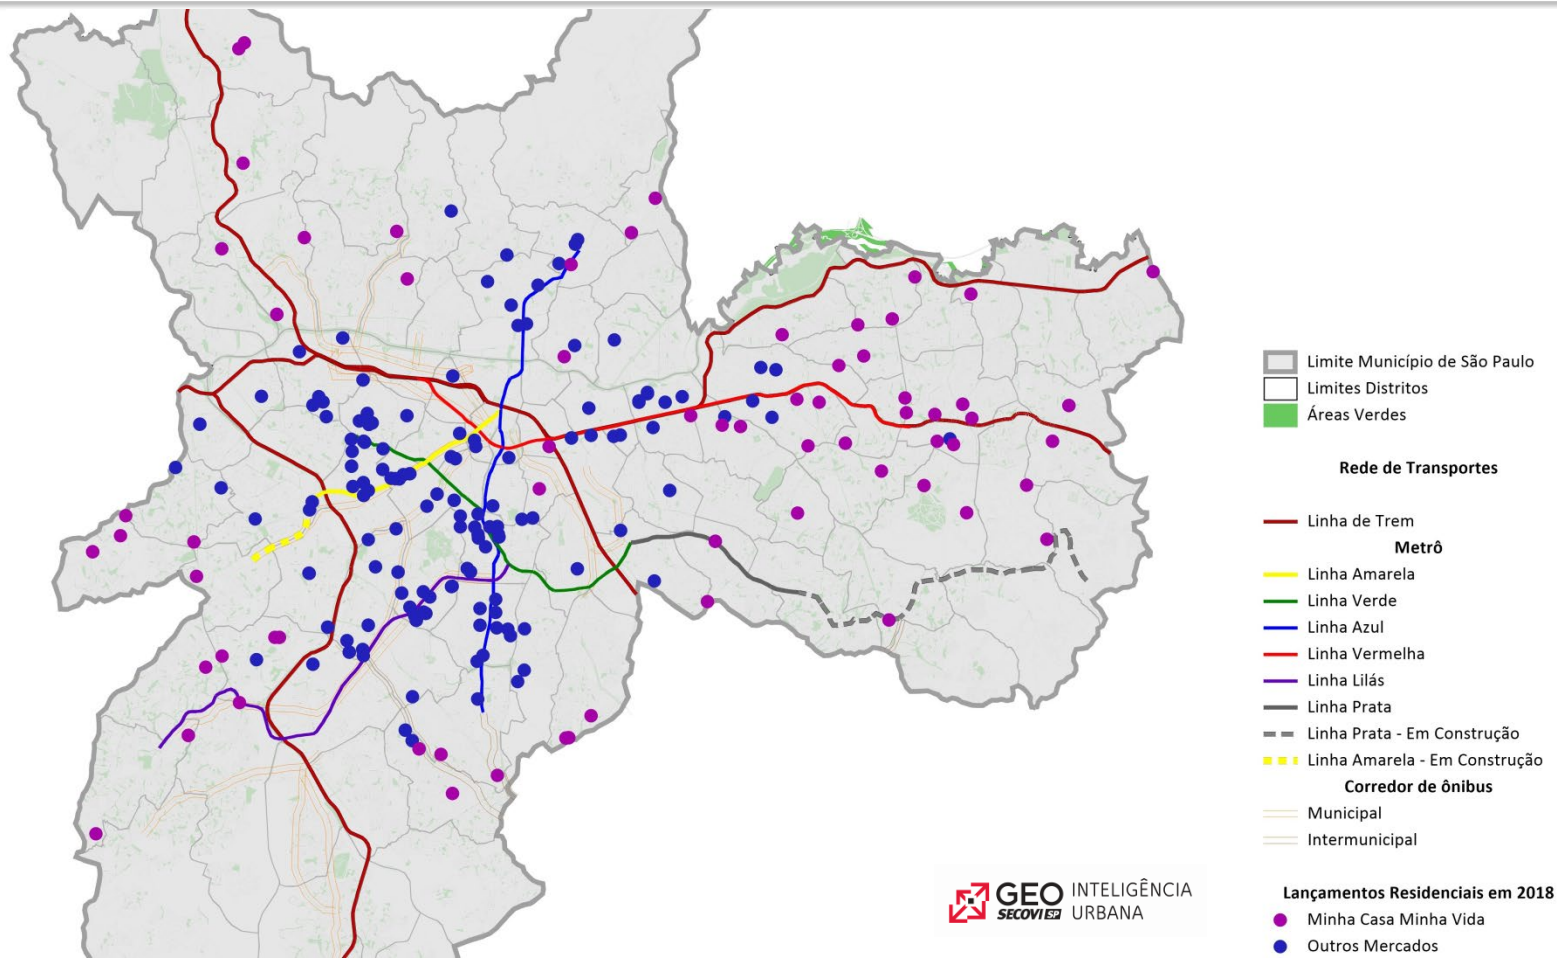 Limite Município de São Paulo
Limites Distritos
Áreas Verdes
Rede de Transportes
Linha de Trem
Metrô
Linha Amarela
Linha Verde
Linha Azul
Linha Vermelha
Linha Lilás
Linha Prata
Linha Prata - Em Construção
Linha Amarela - Em Construção
Corredor de ônibus
Municipal
Intermunicipal
Lançamentos Residenciais em 2018
Minha Casa Minha Vida
Outros Mercados
GEO INTELIGÊNCIA
SECOVI SP URBANA